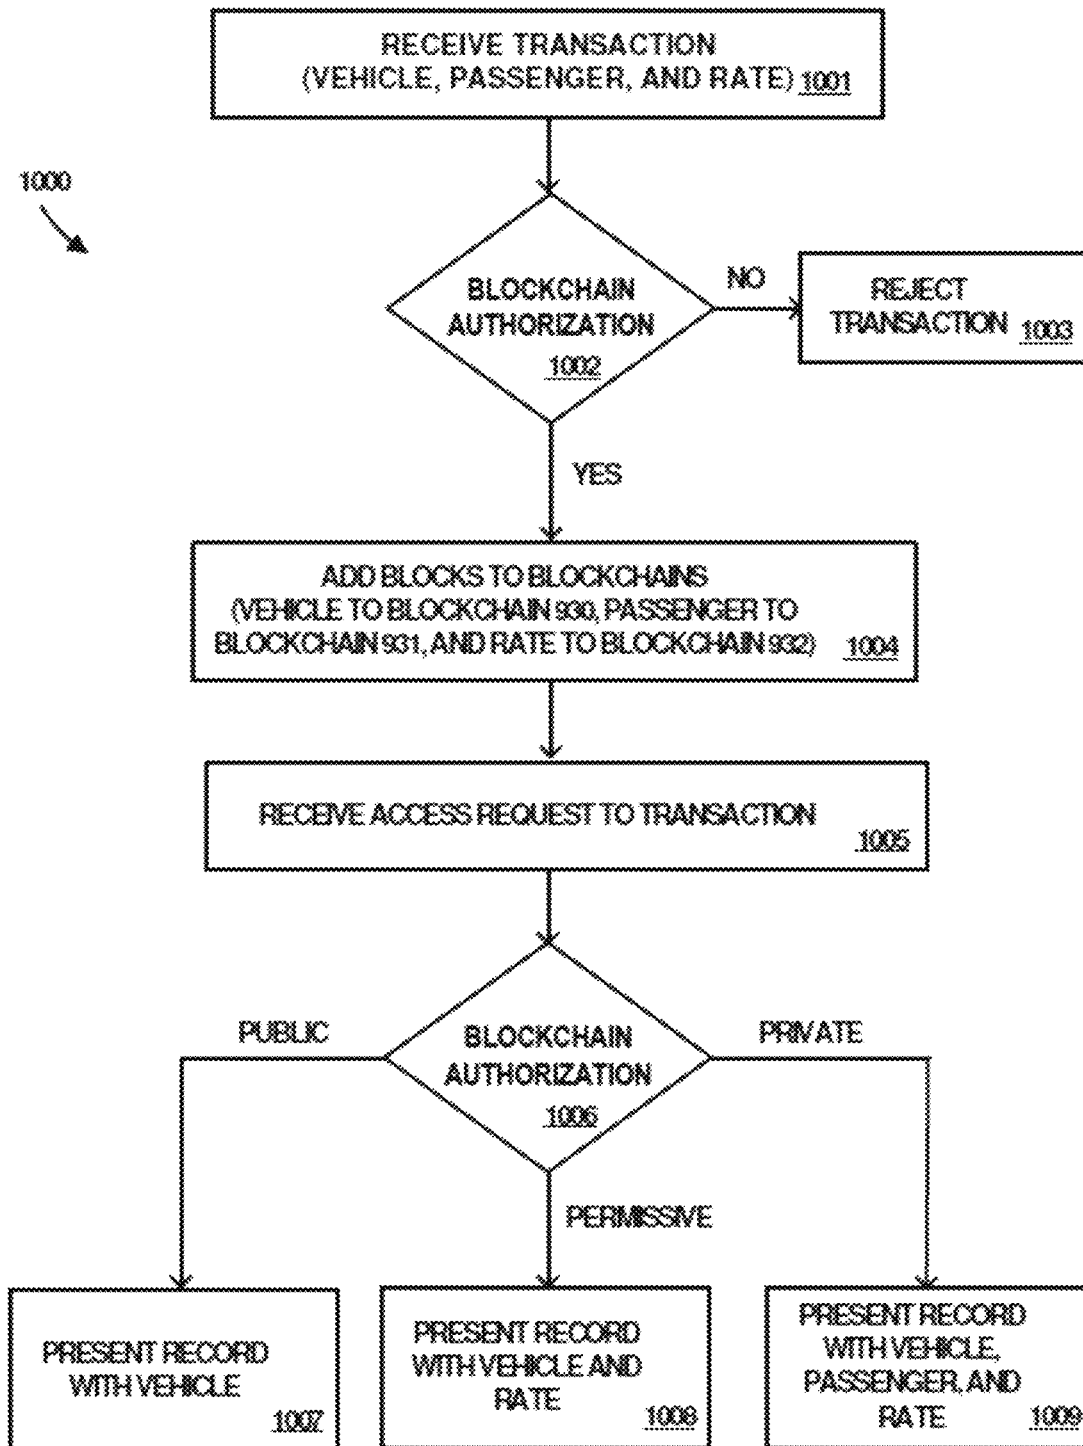 RECEIVE TRANSACTION
(VEHICLE, PASSENGER, AND RATE) 1001
1000
BLOCKCHAIN
AUTHORIZATION
1002
NO
REJECT
TRANSACTION 1003
YES
ADD BLOCKS TO BLOCKCHAINS
(VEHICLE TO BLOCKCHAIN 930, PASSENGER TO
BLOCKCHAIN 931, AND RATE TO BLOCKCHAIN 932) 1004
RECEIVE ACCESS REQUEST TO TRANSACTION
1005
PUBLIC
BLOCKCHAIN
AUTHORIZATION
1006
PRIVATE
PERMISSIVE
PRESENT RECORD
WITH VEHICLE
1007
PRESENT RECORD
WITH VEHICLE AND
RATE
1008
PRESENT RECORD
WITH VEHICLE,
PASSENGER, AND
RATE 1009